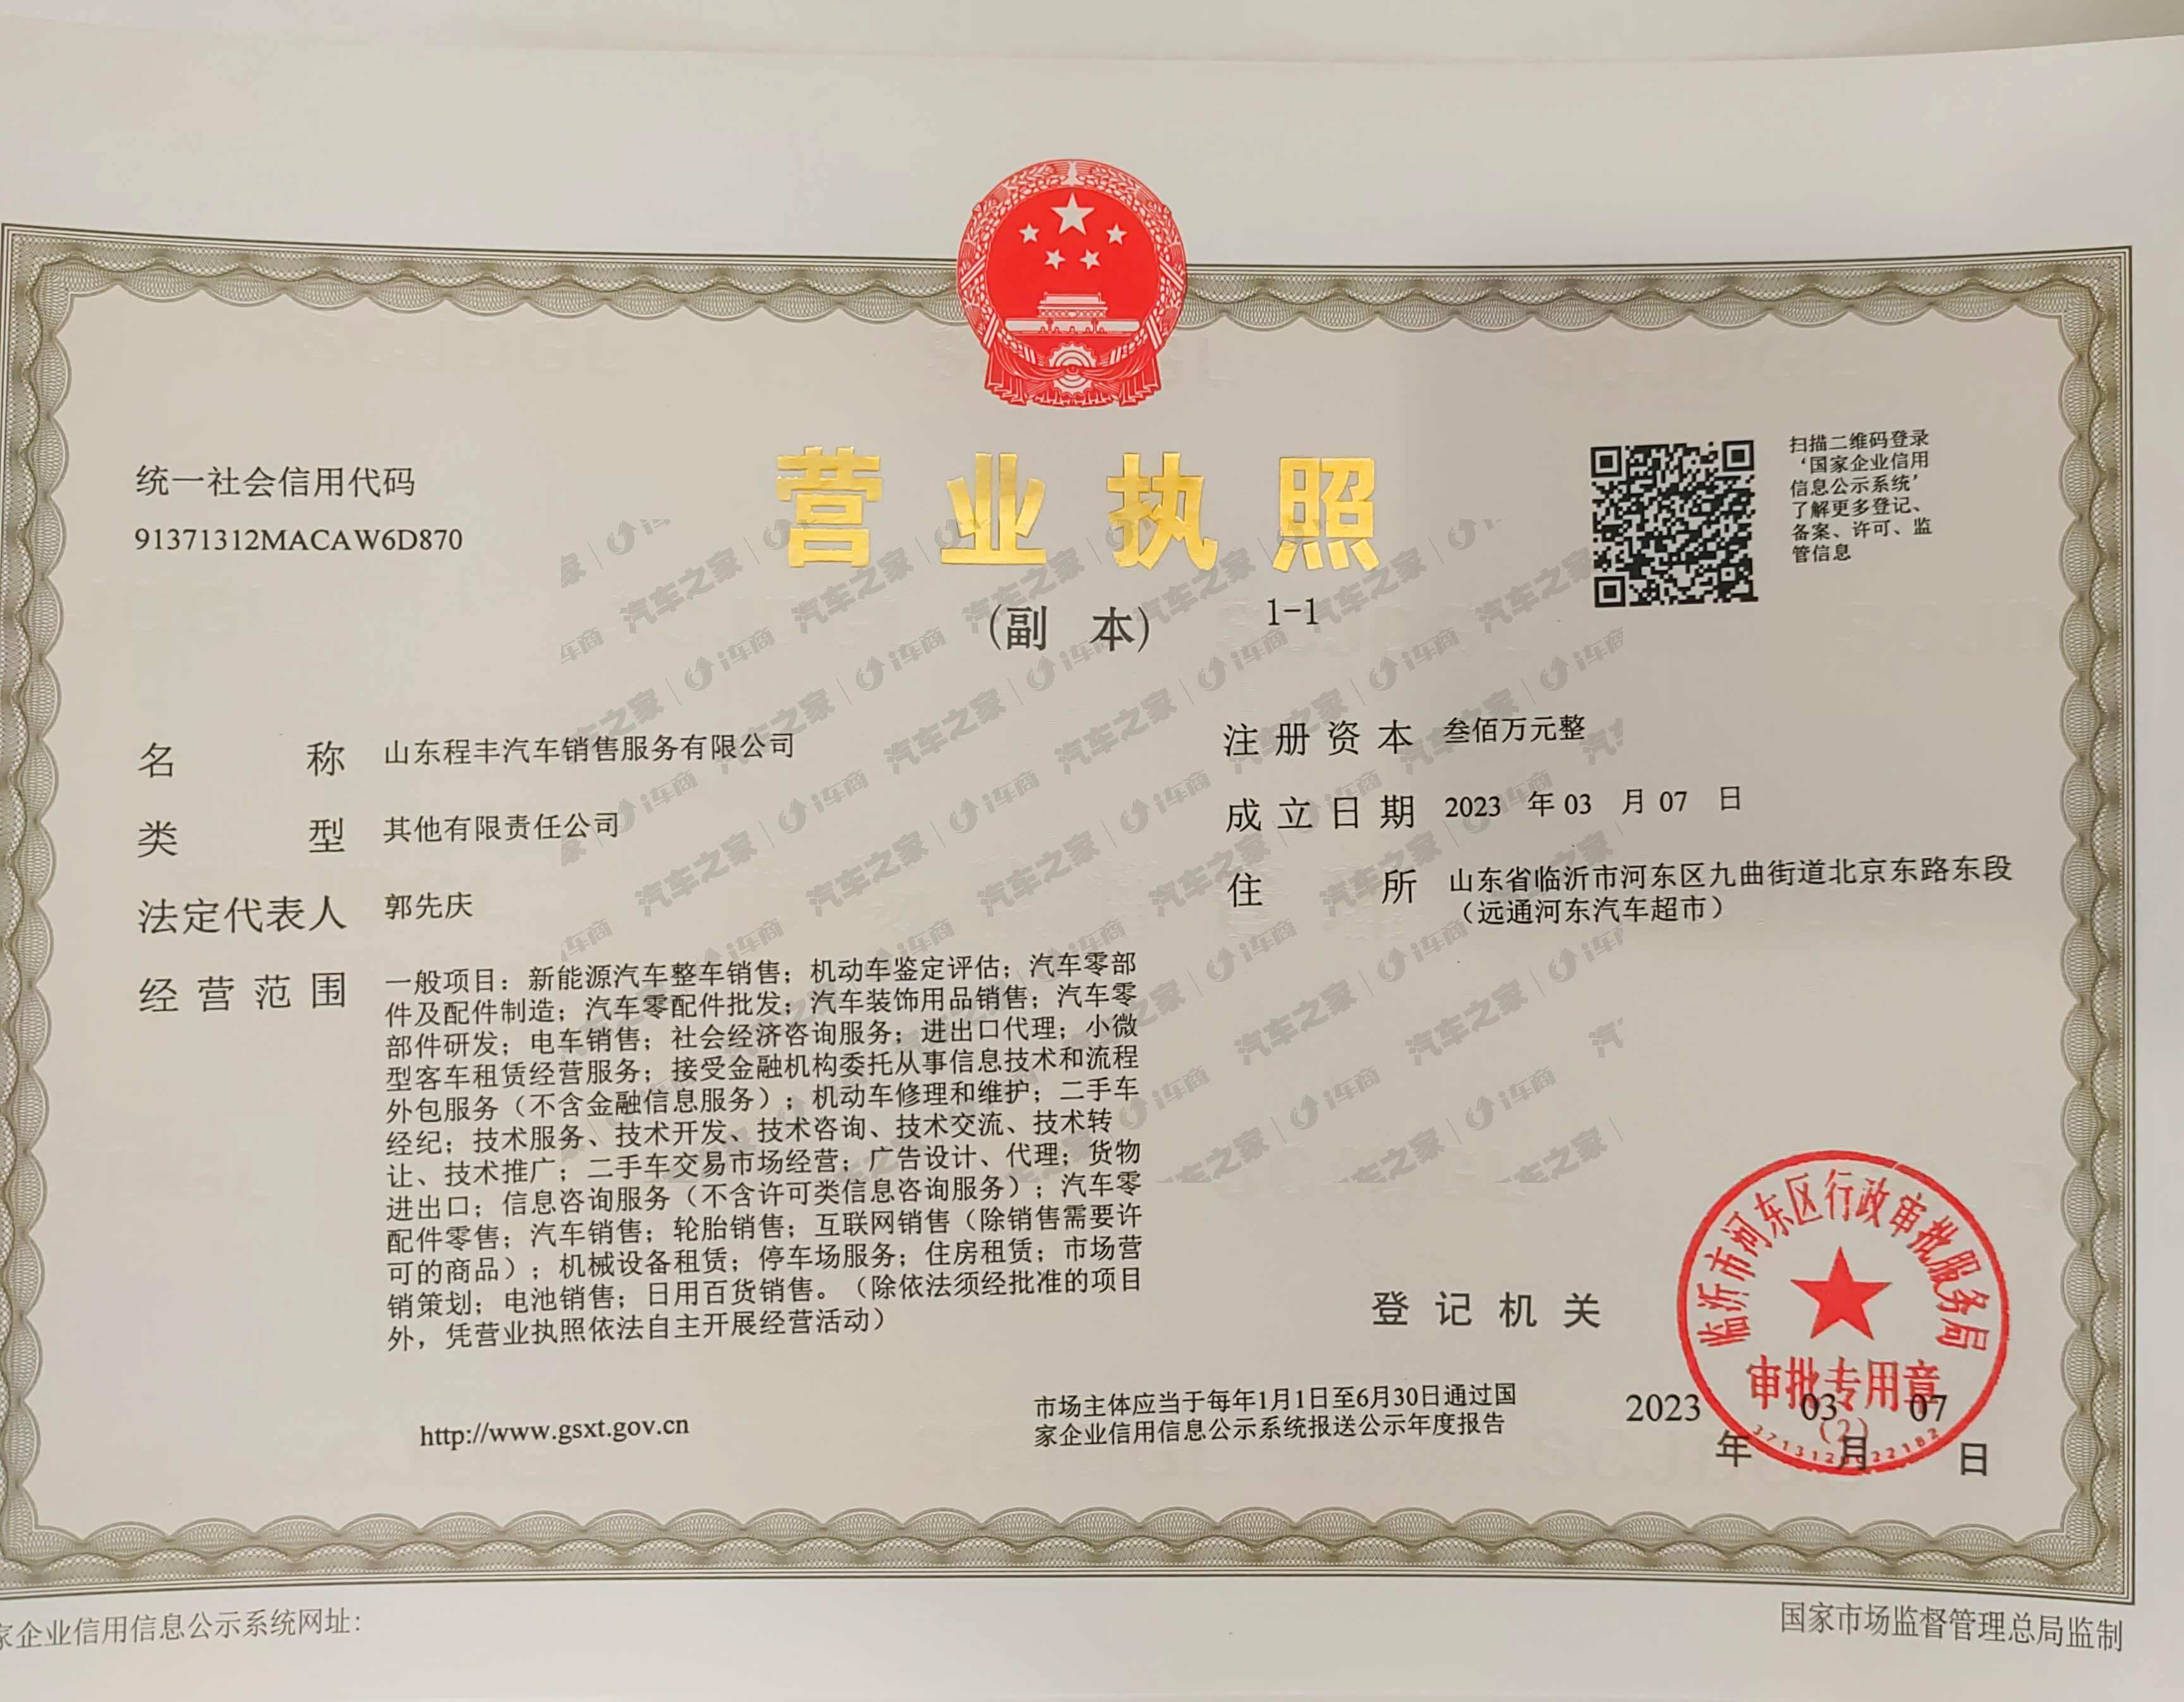 营业执照
(副 本) 1-1
统一社会信用代码
91371312MACAW6D870
扫描二维码登录
‘国家企业信用
信息公示系统’
了解更多登记、
备案、许可、监
管信息
名 称 山东程丰汽车销售服务有限公司
类 型 其他有限责任公司
法定代表人 郭先庆
经营范围 一般项目：新能源汽车整车销售；机动车鉴定评估；汽车零部
件及配件制造；汽车零配件批发；汽车装饰用品销售；汽车零
部件研发；电车销售；社会经济咨询服务；进出口代理；小微
型客车租赁经营服务；接受金融机构委托从事信息技术和流程
外包服务（不含金融信息服务）；机动车修理和维护；二手车
经纪；技术服务、技术开发、技术咨询、技术交流、技术转
让、技术推广；二手车交易市场经营；广告设计、代理；货物
进出口；信息咨询服务（不含许可类信息咨询服务）；汽车零
配件零售；汽车销售；轮胎销售；互联网销售（除销售需要许
可的商品）；机械设备租赁；停车场服务；住房租赁；市场营
销策划；电池销售；日用百货销售。（除依法须经批准的项目
外，凭营业执照依法自主开展经营活动）
注册资本 叁佰万元整
成立日期 2023 年 03 月 07 日
住 所 山东省临沂市河东区九曲街道北京东路东段
（远通河东汽车超市）
登记机关
临沂市河东区行政审批服务局
审批专用章
(2)
2023 年 03 月 07 日
http://www.gsxt.gov.cn
市场主体应当于每年1月1日至6月30日通过国
家企业信用信息公示系统报送公示年度报告
家企业信用信息公示系统网址:
国家市场监督管理总局监制
汽车之家 | i车商